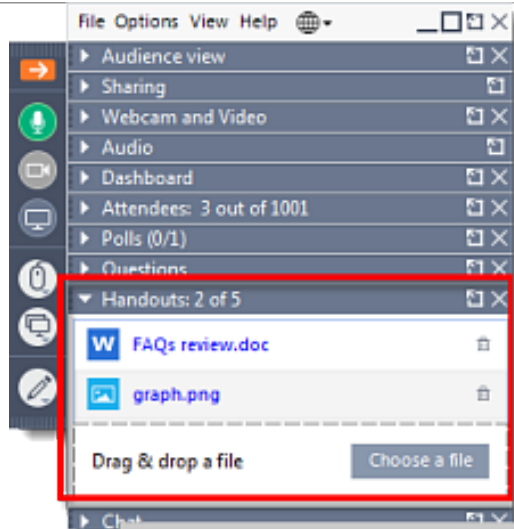 File Options View Help
Audience view
Sharing
Webcam and Video
Audio
Dashboard
Attendees: 3 out of 1001
Polls (0/1)
Questions
Handouts: 2 of 5
W FAQs review.doc
graph.png
Drag & drop a file Choose a file
Chat